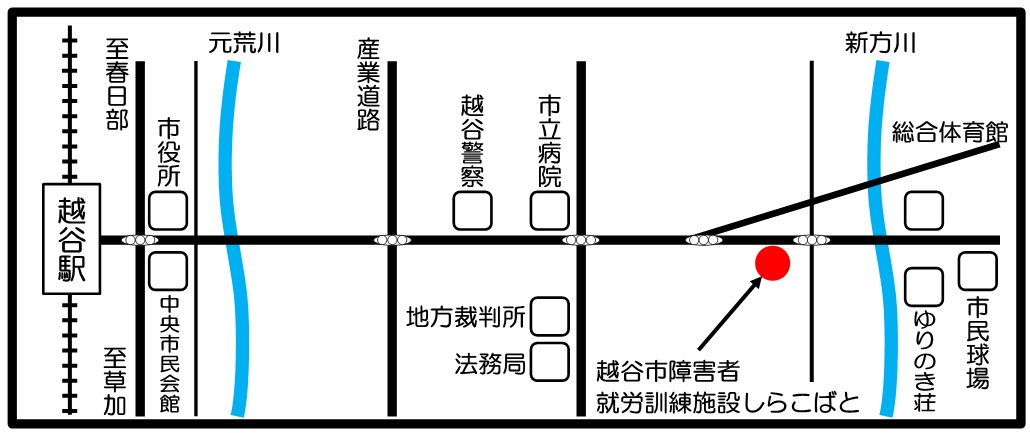 至春日部
元荒川
産業道路
新方川
市役所
越谷警察
市立病院
総合体育館
越谷駅
中央市民会館
地方裁判所
法務局
ゆりのき荘
市民球場
至草加
越谷市障害者
就労訓練施設しらこばと